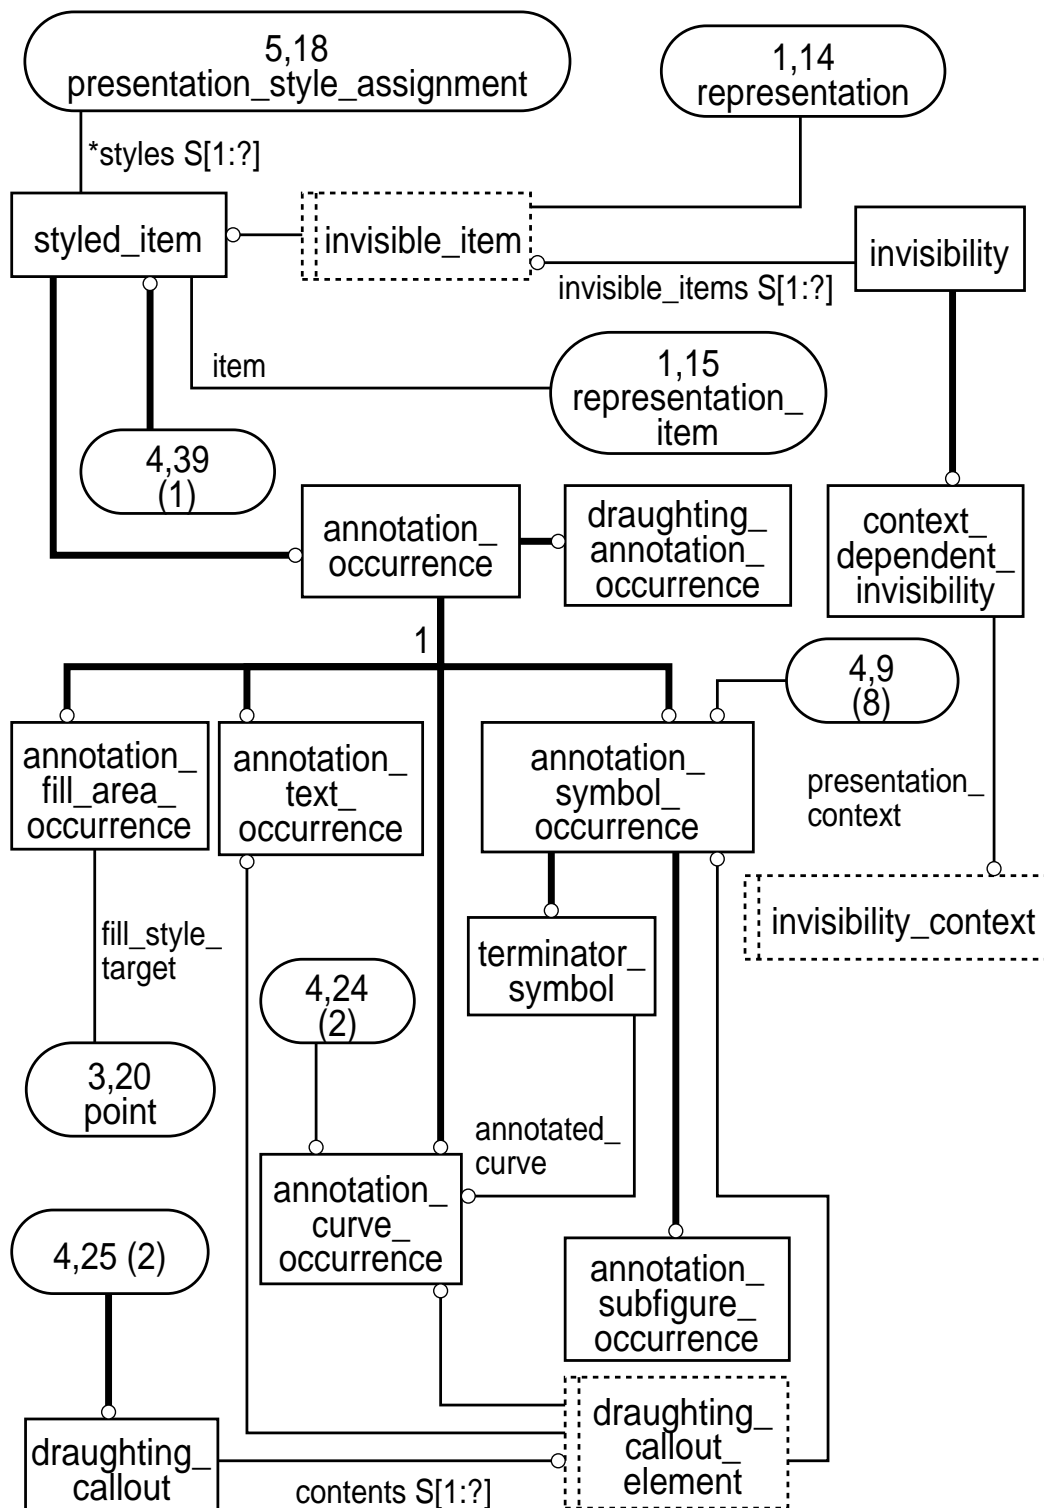 5,18
presentation_style_assignment
1,14
representation
*styles S[1:?]
styled_item
invisible_item
invisibility
invisible_items S[1:?]
item
1,15
representation_
item
4,39
(1)
annotation_
occurrence
draughting_
annotation_
occurrence
context_
dependent_
invisibility
1
4,9
(8)
annotation_
fill_area_
occurrence
annotation_
text_
occurrence
annotation_
symbol_
occurrence
presentation_
context
invisibility_context
fill_style_
target
4,24
(2)
terminator_
symbol
3,20
point
annotated_
curve
annotation_
curve_
occurrence
4,25 (2)
annotation_
subfigure_
occurrence
draughting_
callout
contents S[1:?]
draughting_
callout_
element